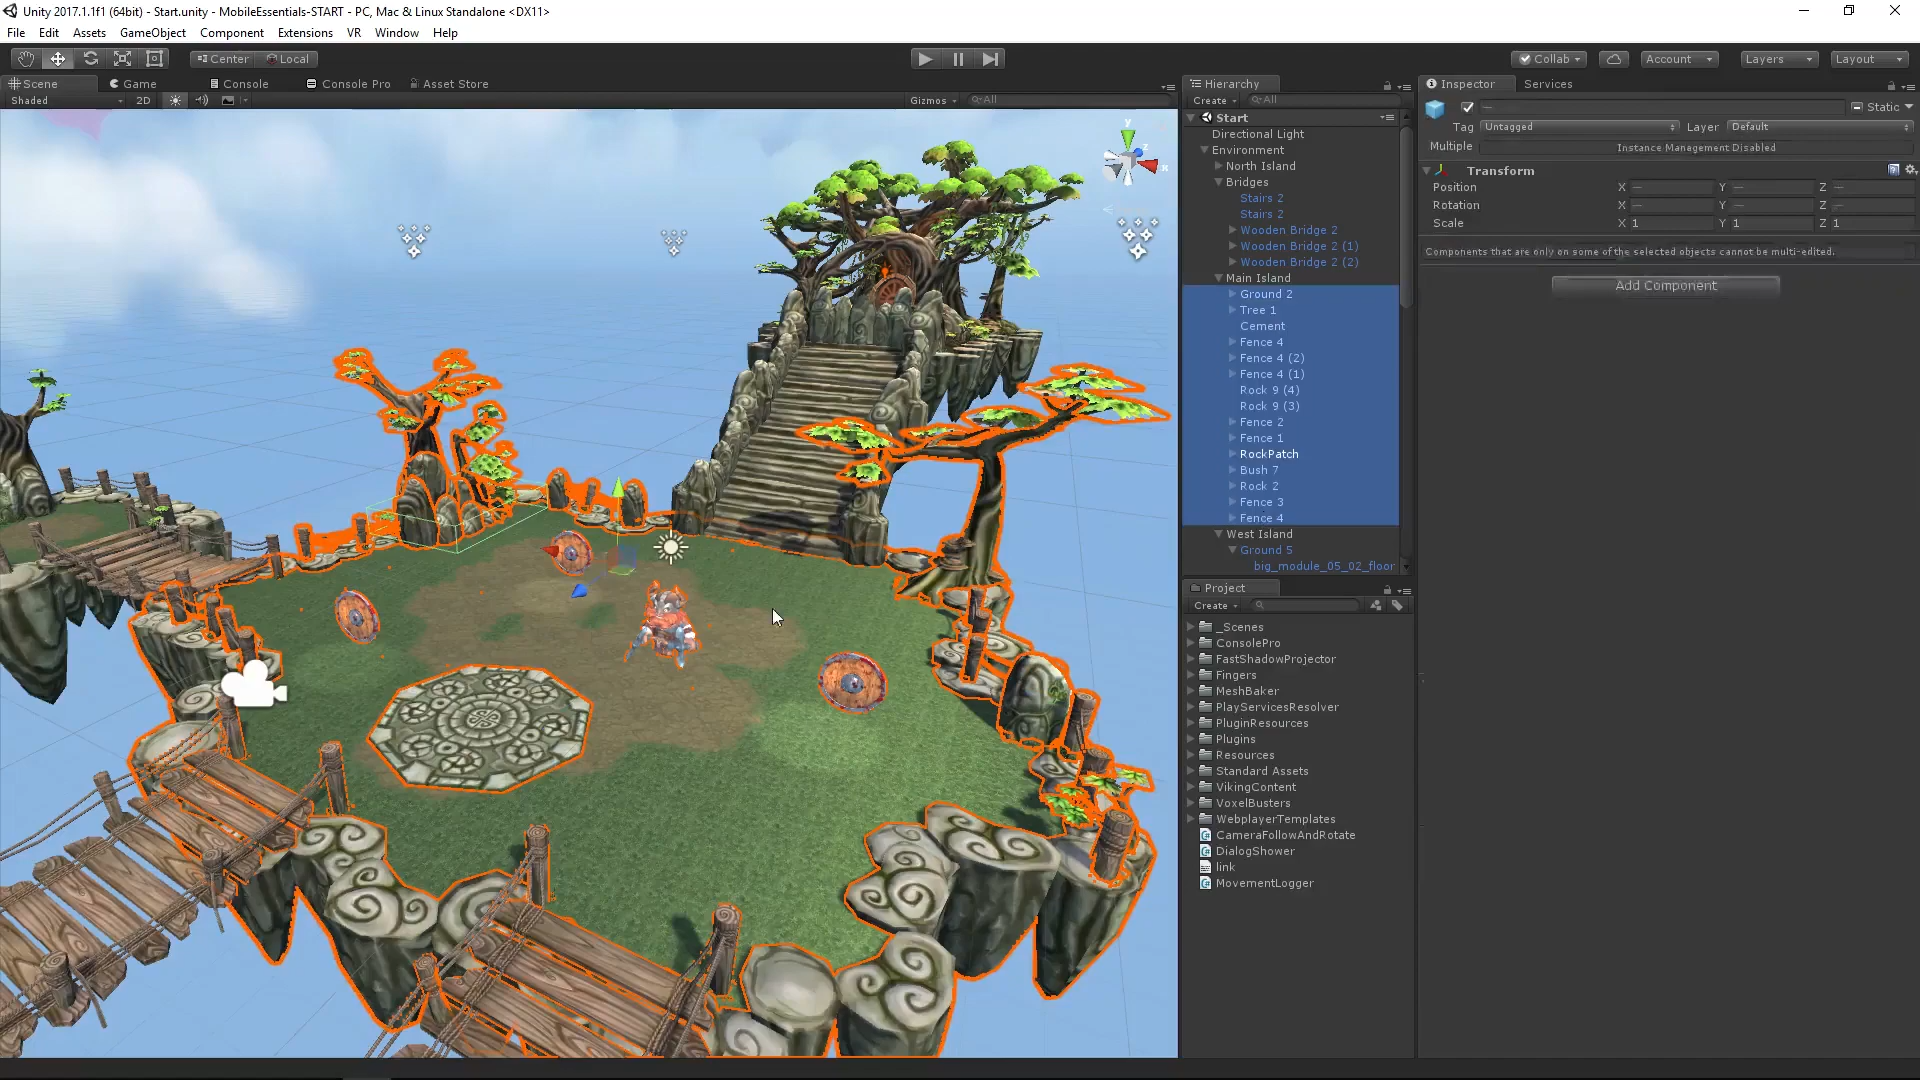 Unity 2017.1.1f1 (64bit) - Start.unity - MobileEssentials-START - PC, Mac & Linux Standalone <DX11>
File Edit Assets GameObject Component Extensions VR Window Help
Center Local Collab Account Layers Layout
Scene Game Console Console Pro Asset Store
Shaded 2D Gizmos All
Hierarchy
Create All
Start
Directional Light
Environment
North Island
Bridges
Stairs 2
Stairs 2
Wooden Bridge 2
Wooden Bridge 2 (1)
Wooden Bridge 2 (2)
Main Island
Ground 2
Tree 1
Cement
Fence 4
Fence 4 (2)
Fence 4 (1)
Rock 9 (4)
Rock 9 (3)
Fence 2
Fence 1
RockPatch
Bush 7
Rock 2
Fence 3
Fence 4
West Island
Ground 5
big_module_05_02_floor
Project
Create
_Scenes
ConsolePro
FastShadowProjector
Fingers
MeshBaker
PlayServicesResolver
PluginResources
Plugins
Resources
Standard Assets
VikingContent
VoxelBusters
WebplayerTemplates
CameraFollowAndRotate
DialogShower
link
MovementLogger
Inspector Services
— Static
Tag Untagged Layer Default
Multiple Instance Management Disabled
Transform
Position X — Y — Z —
Rotation X — Y — Z —
Scale X 1 Y 1 Z 1
Components that are only on some of the selected objects cannot be multi-edited.
Add Component
y
z
x